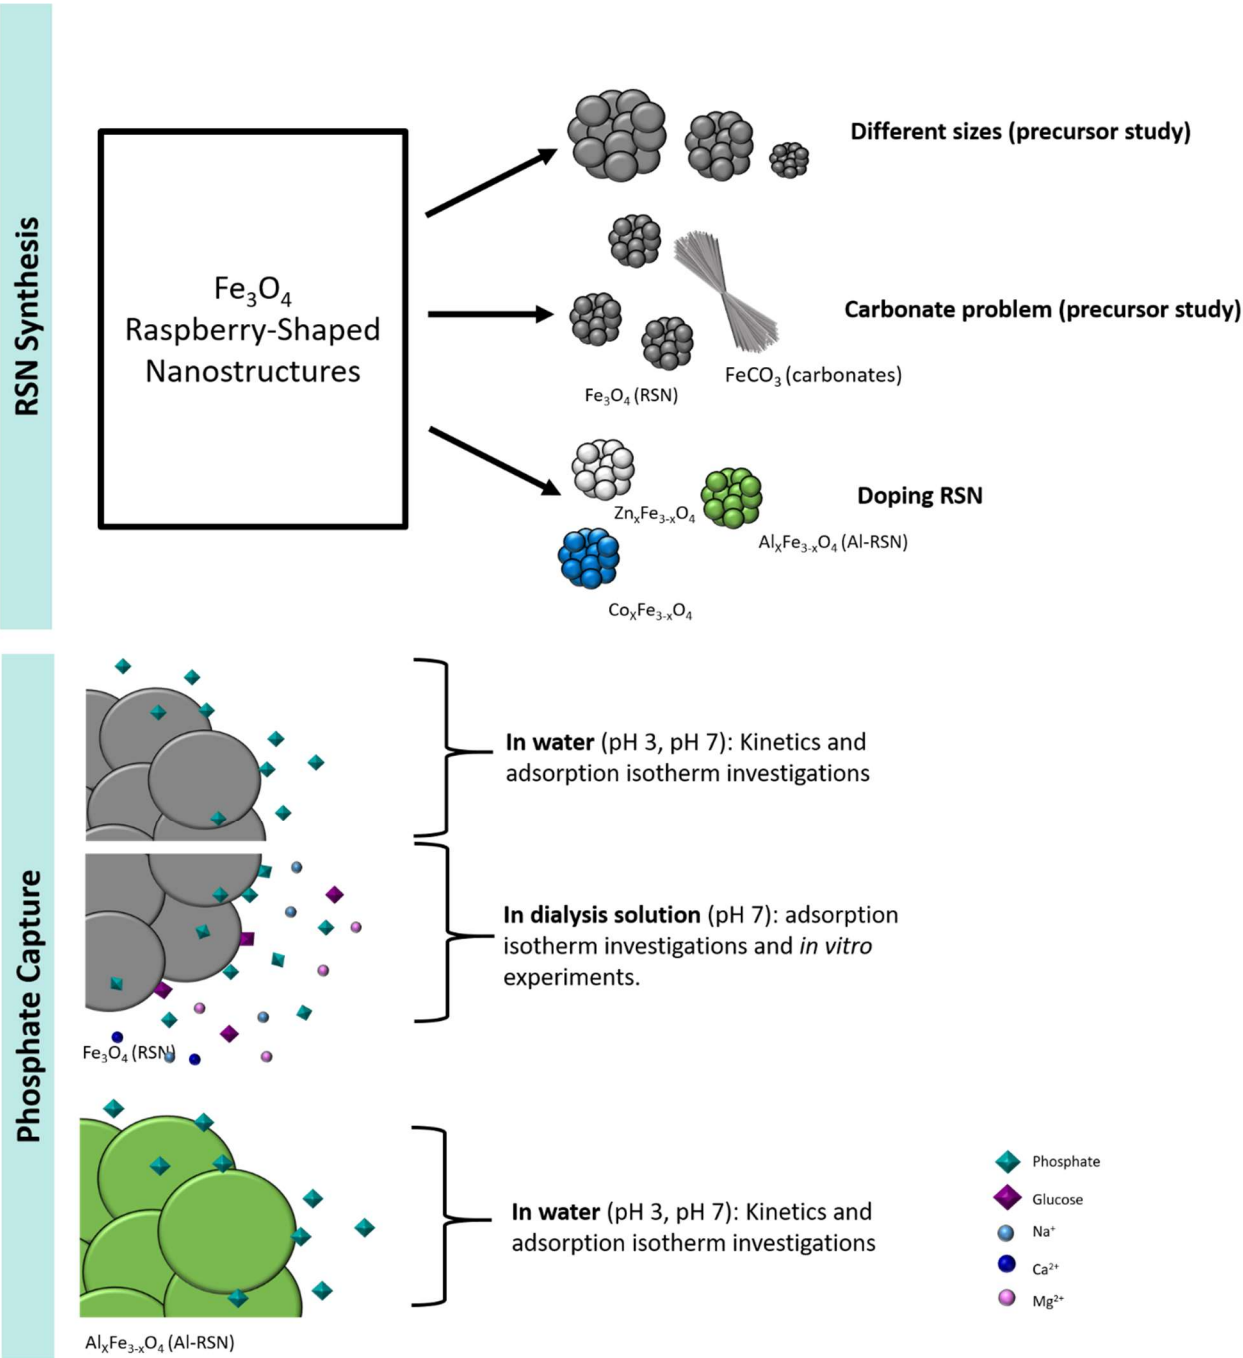 RSN Synthesis
Fe₃O₄
Raspberry-Shaped
Nanostructures
Different sizes (precursor study)
Carbonate problem (precursor study)
FeCO₃ (carbonates)
Fe₃O₄ (RSN)
Doping RSN
ZnₓFe₃₋ₓO₄
AlₓFe₃₋ₓO₄ (Al-RSN)
CoₓFe₃₋ₓO₄
Phosphate Capture
In water (pH 3, pH 7): Kinetics and
adsorption isotherm investigations
In dialysis solution (pH 7): adsorption
isotherm investigations and in vitro
experiments.
Fe₃O₄ (RSN)
In water (pH 3, pH 7): Kinetics and
adsorption isotherm investigations
AlₓFe₃₋ₓO₄ (Al-RSN)
Phosphate
Glucose
Na⁺
Ca²⁺
Mg²⁺